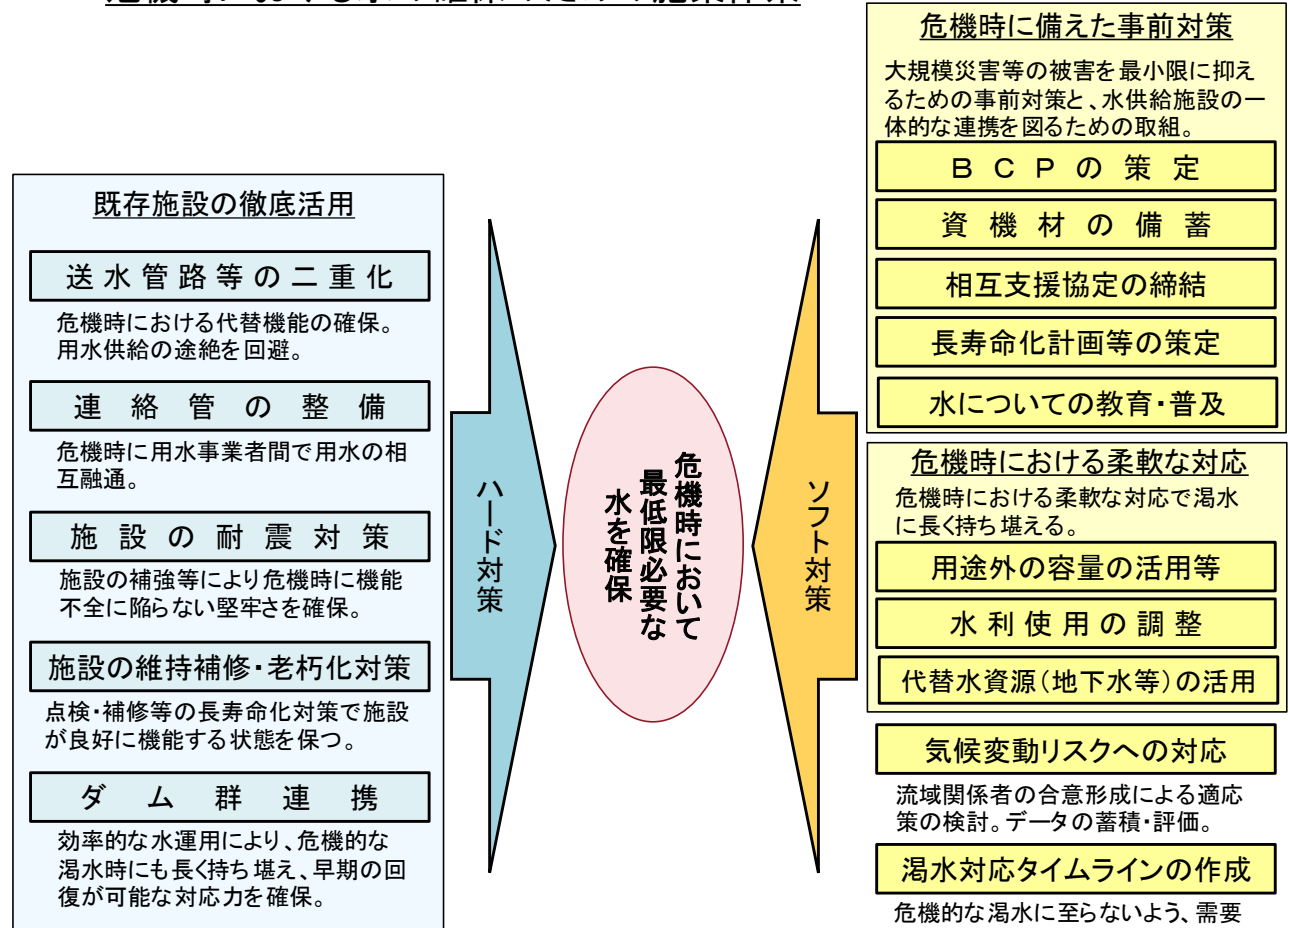 危機時における水の確保のための施策体系
既存施設の徹底活用
送水管路等の二重化
危機時における代替機能の確保。
用水供給の途絶を回避。
連絡管の整備
危機時に用水事業者間で用水の相
互融通。
施設の耐震対策
施設の補強等により危機時に機能
不全に陥らない堅牢さを確保。
施設の維持補修・老朽化対策
点検・補修等の長寿命化対策で施設
が良好に機能する状態を保つ。
ダム群連携
効率的な水運用により、危機的な
渇水時にも長く持ち堪え、早期の回
復が可能な対応力を確保。
ハード対策
危機時において
最低限必要な
水を確保
ソフト対策
危機時に備えた事前対策
大規模災害等の被害を最小限に抑え
るための事前対策と、水供給施設の一
体的な連携を図るための取組。
BCPの策定
資機材の備蓄
相互支援協定の締結
長寿命化計画等の策定
水についての教育・普及
危機時における柔軟な対応
危機時における柔軟な対応で渇水
に長く持ち堪える。
用途外の容量の活用等
水利使用の調整
代替水資源（地下水等）の活用
気候変動リスクへの対応
流域関係者の合意形成による適応
策の検討。データの蓄積・評価。
渇水対応タイムラインの作成
危機的な渇水に至らないよう、需要